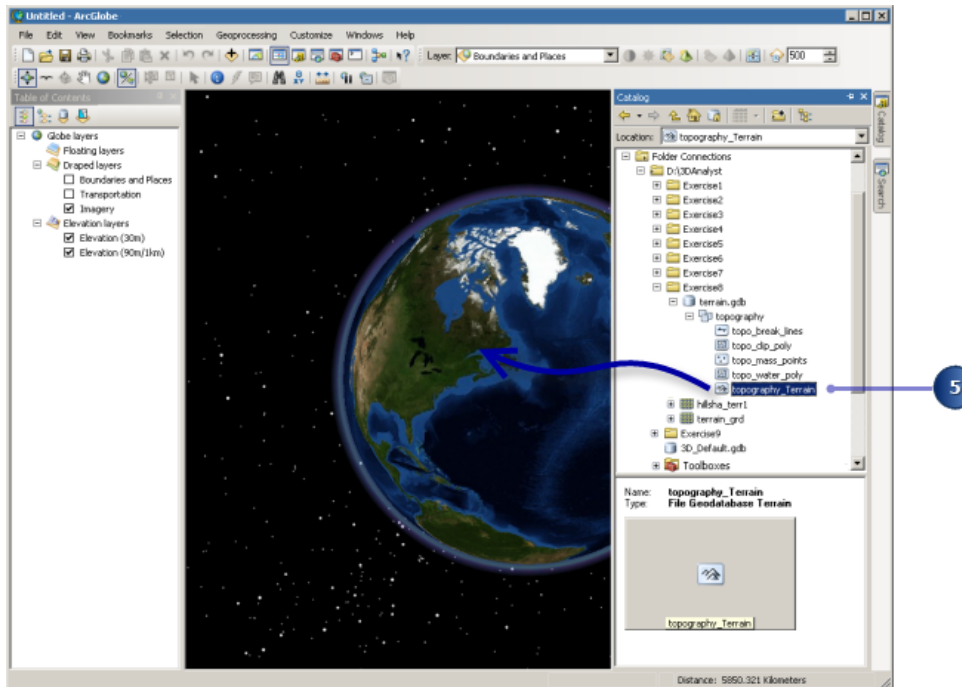 Untitled - ArcGlobe
File Edit View Bookmarks Selection Geoprocessing Customize Windows Help
Layer: Boundaries and Places 500
Table of Contents
Globe layers
Floating layers
Draped layers
Boundaries and Places
Transportation
Imagery
Elevation layers
Elevation (30m)
Elevation (90m/1km)
Catalog
Location: topography_Terrain
Folder Connections
D:\3DAnalyst
Exercise1
Exercise2
Exercise3
Exercise4
Exercise5
Exercise6
Exercise7
Exercise8
terrain.gdb
topography
topo_break_lines
topo_clip_poly
topo_mass_points
topo_water_poly
topography_Terrain
hillsha_terr1
terrain_grd
Exercise9
3D_Default.gdb
Toolboxes
Name: topography_Terrain
Type: File Geodatabase Terrain
topography_Terrain
Catalog
Search
5
Distance: 5850.321 Kilometers